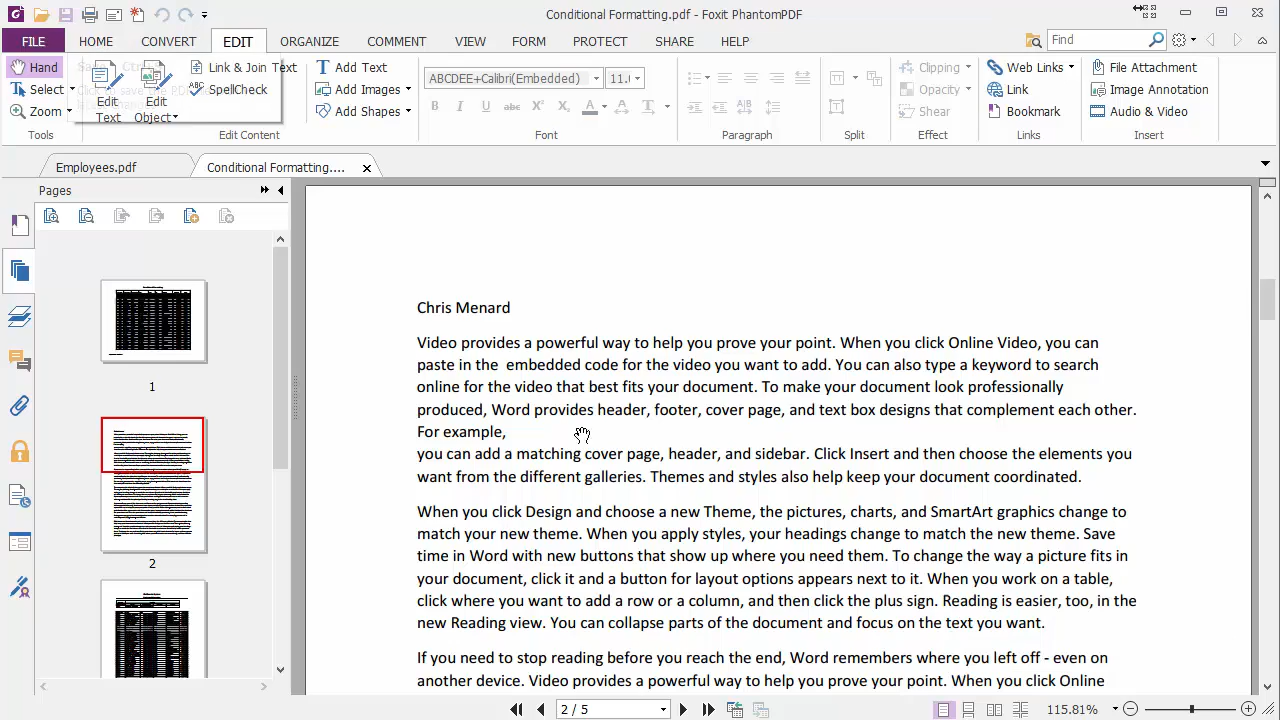 Conditional Formatting.pdf - Foxit PhantomPDF
FILE HOME CONVERT EDIT ORGANIZE COMMENT VIEW FORM PROTECT SHARE HELP Find
Hand
Select
Zoom
Tools
Edit Text
Edit Object
Link & Join Text
SpellCheck
Edit Content
Add Text
Add Images
Add Shapes
ABCDEE+Calibri(Embedded) 11.
Font
Paragraph
Split
Clipping
Opacity
Shear
Effect
Web Links
Link
Bookmark
Links
File Attachment
Image Annotation
Audio & Video
Insert
Employees.pdf Conditional Formatting....
Pages
1
2
Chris Menard
Video provides a powerful way to help you prove your point. When you click Online Video, you can
paste in the  embedded code for the video you want to add. You can also type a keyword to search
online for the video that best fits your document. To make your document look professionally
produced, Word provides header, footer, cover page, and text box designs that complement each other.
For example,
you can add a matching cover page, header, and sidebar. Click Insert and then choose the elements you
want from the different galleries. Themes and styles also help keep your document coordinated.
When you click Design and choose a new Theme, the pictures, charts, and SmartArt graphics change to
match your new theme. When you apply styles, your headings change to match the new theme. Save
time in Word with new buttons that show up where you need them. To change the way a picture fits in
your document, click it and a button for layout options appears next to it. When you work on a table,
click where you want to add a row or a column, and then click the plus sign. Reading is easier, too, in the
new Reading view. You can collapse parts of the document and focus on the text you want.
If you need to stop reading before you reach the end, Word remembers where you left off - even on
another device. Video provides a powerful way to help you prove your point. When you click Online
2 / 5
115.81%